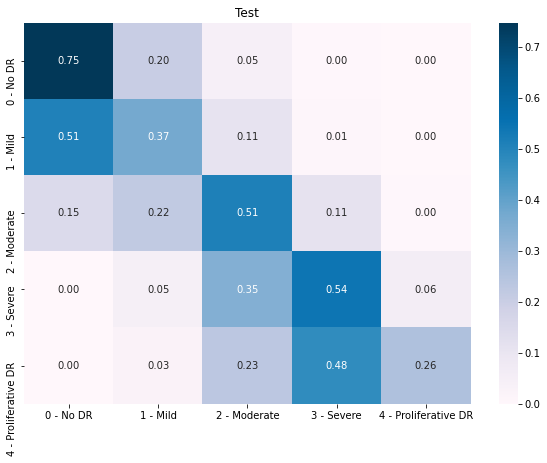 Test
0 - No DR 0.75 0.20 0.05 0.00 0.00
1 - Mild 0.51 0.37 0.11 0.01 0.00
2 - Moderate 0.15 0.22 0.51 0.11 0.00
3 - Severe 0.00 0.05 0.35 0.54 0.06
4 - Proliferative DR 0.00 0.03 0.23 0.48 0.26
0 - No DR 1 - Mild 2 - Moderate 3 - Severe 4 - Proliferative DR
0.7
0.6
0.5
0.4
0.3
0.2
0.1
0.0